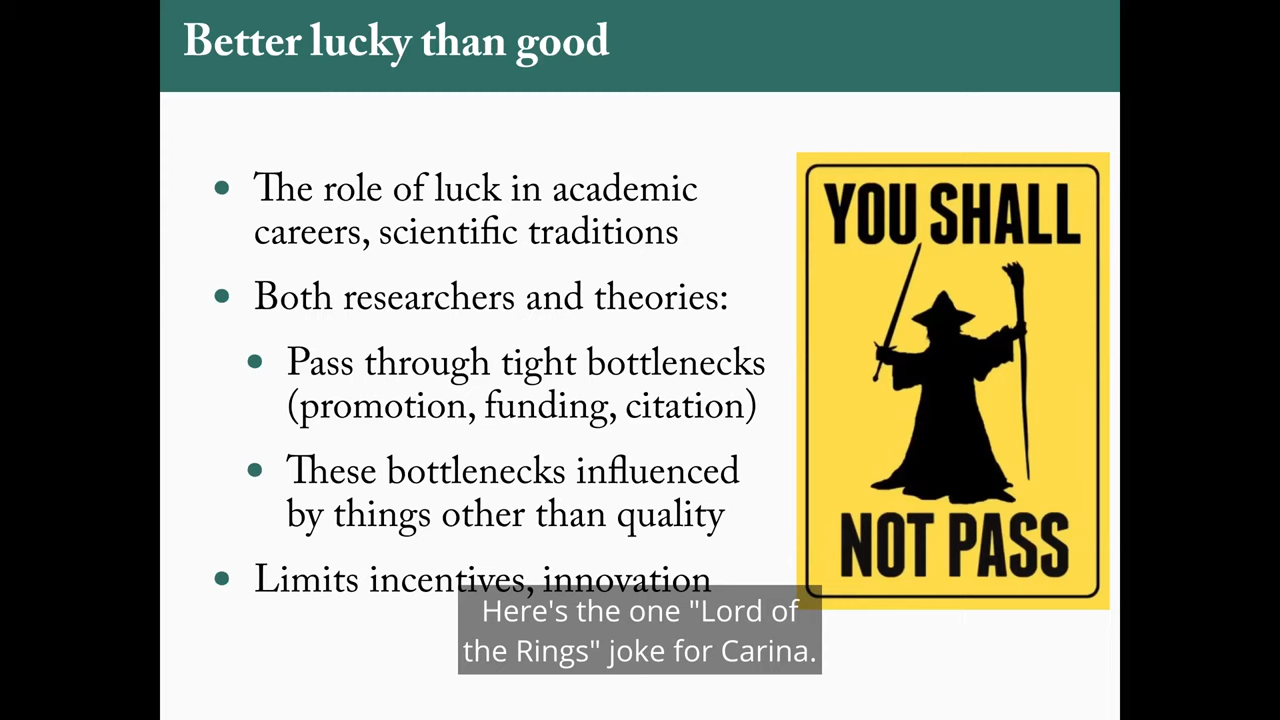 Better lucky than good
The role of luck in academic
careers, scientific traditions
Both researchers and theories:
Pass through tight bottlenecks
(promotion, funding, citation)
These bottlenecks influenced
by things other than quality
Limits incentives, innovation
YOU SHALL
NOT PASS
Here's the one "Lord of
the Rings" joke for Carina.